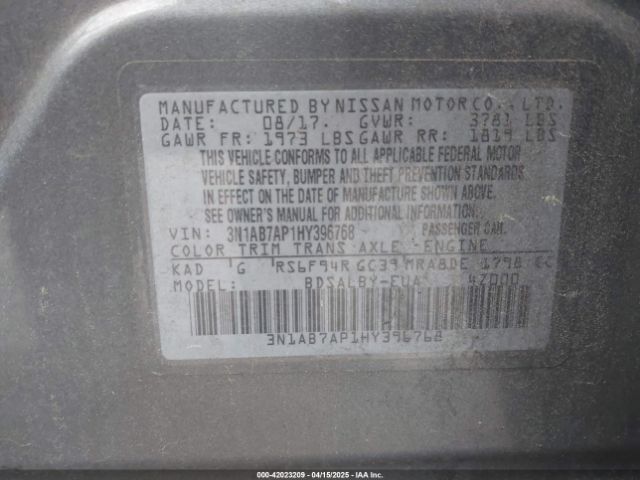 MANUFACTURED BY NISSAN MOTOR CO., LTD.
DATE: 08/17. GVWR: 3781 LBS
GAWR FR: 1973 LBS GAWR RR: 1819 LBS
THIS VEHICLE CONFORMS TO ALL APPLICABLE FEDERAL MOTOR
VEHICLE SAFETY, BUMPER AND THEFT PREVENTION STANDARDS
IN EFFECT ON THE DATE OF MANUFACTURE SHOWN ABOVE.
SEE OWNER'S MANUAL FOR ADDITIONAL INFORMATION.
VIN: 3N1AB7AP1HY396768 PASSENGER CAR.
COLOR TRIM TRANS AXLE ENGINE
KAD G RS6F94R GC39 MRA8DE 1798 CC
MODEL: BDSALBY-EUA
3N1AB7AP1HY396768
000-42023209 - 04/15/2025 - IAA Inc.